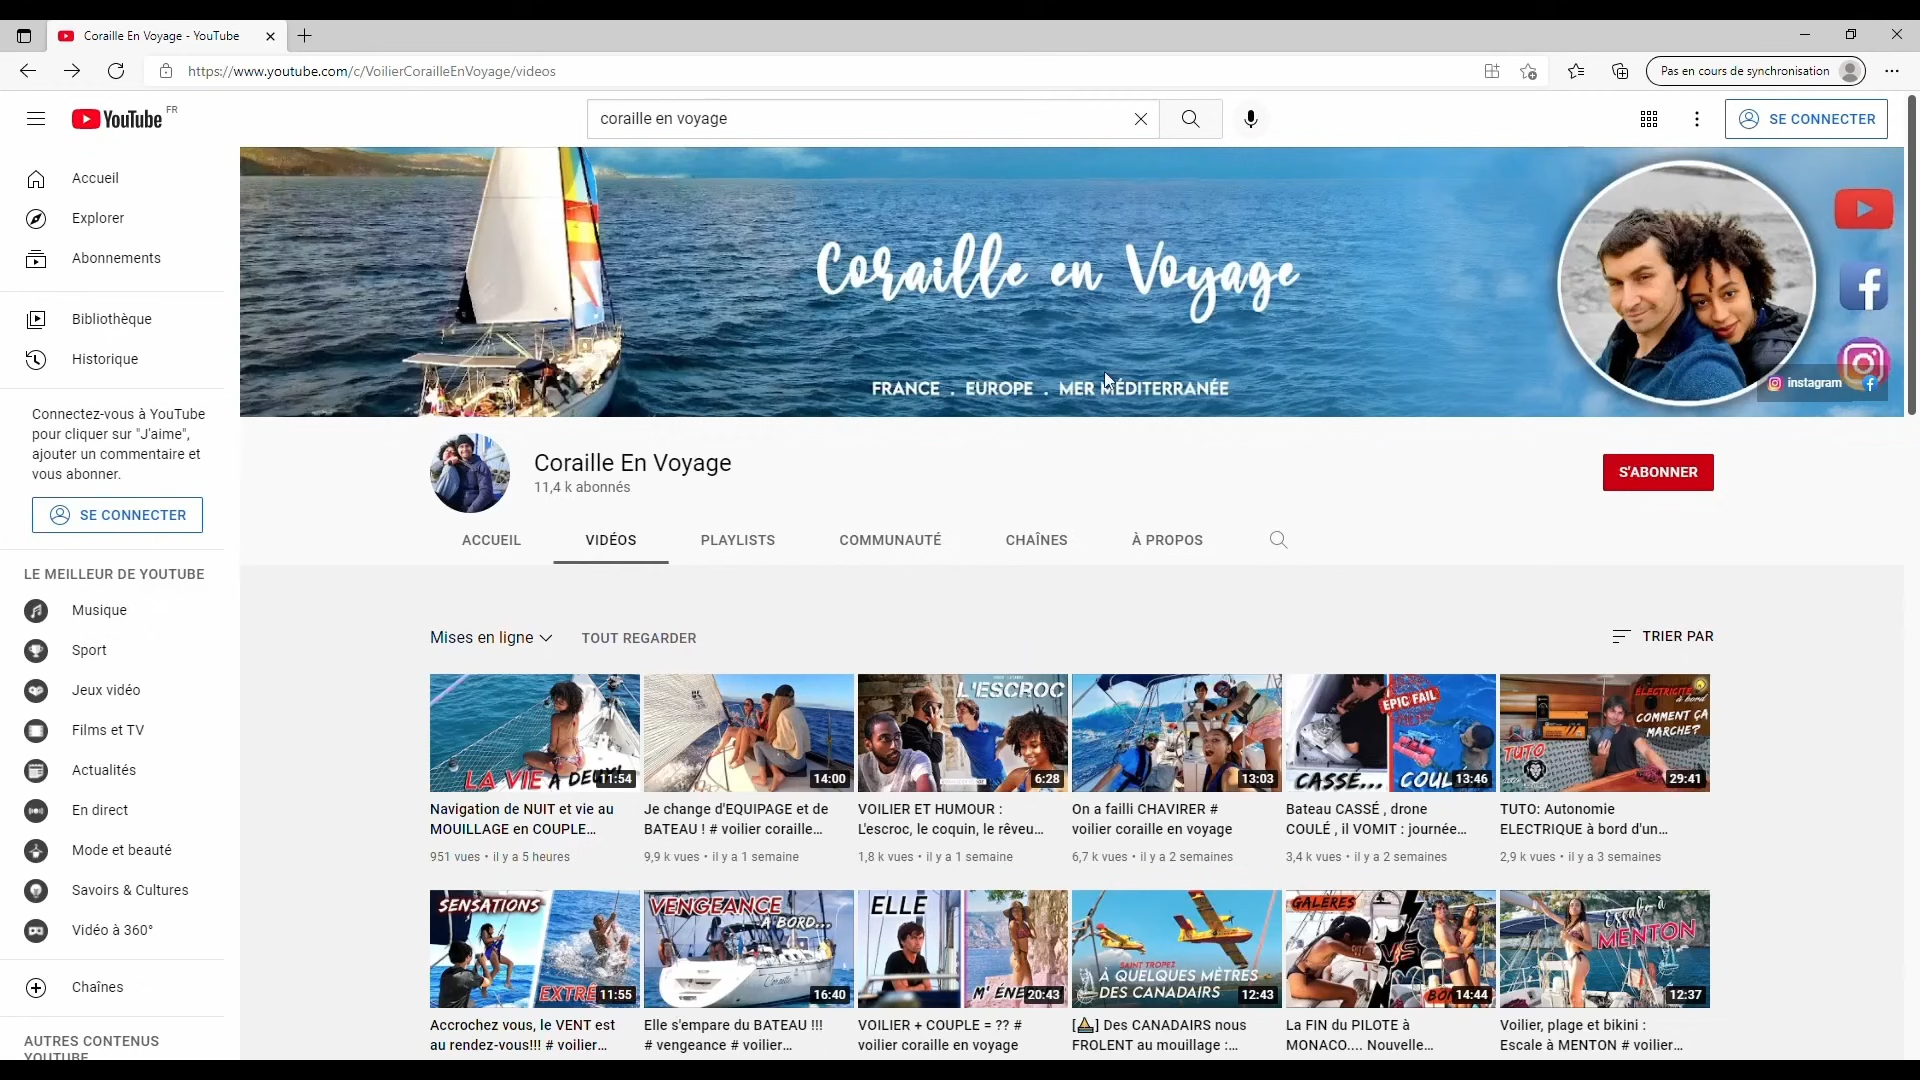 Coraille En Voyage - YouTube
https://www.youtube.com/c/VoilierCorailleEnVoyage/videos
Pas en cours de synchronisation
YouTube FR
coraille en voyage
SE CONNECTER
Accueil
Explorer
Abonnements
Bibliothèque
Historique
Connectez-vous à YouTube
pour cliquer sur "J'aime",
ajouter un commentaire et
vous abonner.
SE CONNECTER
LE MEILLEUR DE YOUTUBE
Musique
Sport
Jeux vidéo
Films et TV
Actualités
En direct
Mode et beauté
Savoirs & Cultures
Vidéo à 360°
Chaînes
AUTRES CONTENUS
YOUTUBE
Coraille en Voyage
FRANCE . EUROPE . MER MÉDITERRANÉE
instagram
Coraille En Voyage
11,4 k abonnés
S'ABONNER
ACCUEIL VIDÉOS PLAYLISTS COMMUNAUTÉ CHAÎNES À PROPOS
Mises en ligne TOUT REGARDER TRIER PAR
LA VIE A DEUX!
11:54
Navigation de NUIT et vie au
MOUILLAGE en COUPLE...
951 vues • il y a 5 heures
14:00
Je change d'EQUIPAGE et de
BATEAU ! # voilier coraille...
9,9 k vues • il y a 1 semaine
L'ESCROC
6:28
VOILIER ET HUMOUR :
L'escroc, le coquin, le rêveu...
1,8 k vues • il y a 1 semaine
13:03
On a failli CHAVIRER #
voilier coraille en voyage
6,7 k vues • il y a 2 semaines
EPIC FAIL
CASSÉ... COUL
13:46
Bateau CASSÉ , drone
COULÉ , il VOMIT : journée...
3,4 k vues • il y a 2 semaines
ÉLECTRICITÉ
à bord
COMMENT ÇA
MARCHE?
TUTO
29:41
TUTO: Autonomie
ELECTRIQUE à bord d'un...
2,9 k vues • il y a 3 semaines
SENSATIONS
EXTRÊ
11:55
Accrochez vous, le VENT est
au rendez-vous!!! # voilier...
VENGEANCE
A BORD...
16:40
Elle s'empare du BATEAU !!!
# vengeance # voilier...
ELLE
M'ÉNE
20:43
VOILIER + COUPLE = ?? #
voilier coraille en voyage
SAINT TROPEZ
À QUELQUES MÈTRES
DES CANADAIRS
12:43
[⛵] Des CANADAIRS nous
FROLENT au mouillage :...
GALERES
VS
BO
14:44
La FIN du PILOTE à
MONACO.... Nouvelle...
Escale à
MENTON
12:37
Voilier, plage et bikini :
Escale à MENTON # voilier...